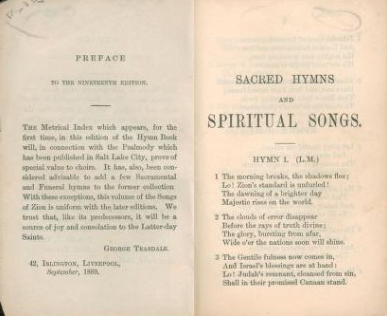 PREFACE
TO THE NINETEENTH EDITION.
THE Metrical Index which appears, for the
first time, in this edition of the Hymn Book
will, in connection with the Psalmody which
has been published in Salt Lake City, prove of
special value to choirs. It has, also, been con-
sidered advisable to add a few Sacramental
and Funeral hymns to the former collection
With these exceptions, this volume of the Songs
of Zion is uniform with the later editions. We
trust that, like its predecessors, it will be a
source of joy and consolation to the Latter-day
Saints.
GEORGE TEASDALE.
42, ISLINGTON, LIVERPOOL,
September, 1889.
SACRED HYMNS
AND
SPIRITUAL SONGS.
HYMN 1. (L.M.)
1 The morning breaks, the shadows flee;
Lo! Zion's standard is unfurled!
The dawning of a brighter day
Majestic rises on the world.
2 The clouds of error disappear
Before the rays of truth divine;
The glory, bursting from afar,
Wide o'er the nations soon will shine.
3 The Gentile fulness now comes in,
And Israel's blessings are at hand:
Lo! Judah's remnant, cleansed from sin,
Shall in their promised Canaan stand.